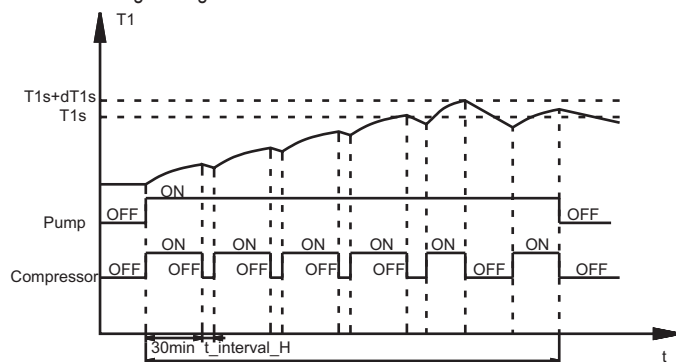 T1
T1s+dT1s
T1s
ON
Pump OFF OFF
ON ON ON ON ON ON
Compressor OFF OFF OFF OFF OFF OFF OFF
30min t_interval_H
t